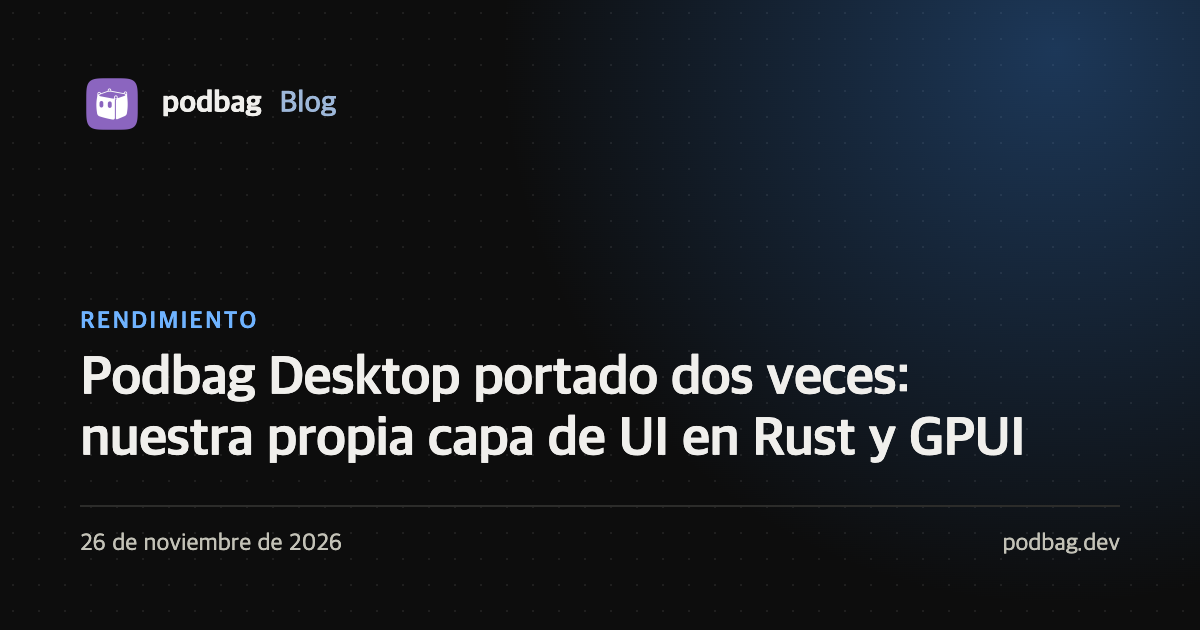 podbag Blog
RENDIMIENTO
Podbag Desktop portado dos veces:
nuestra propia capa de UI en Rust y GPUI
26 de noviembre de 2026
podbag.dev